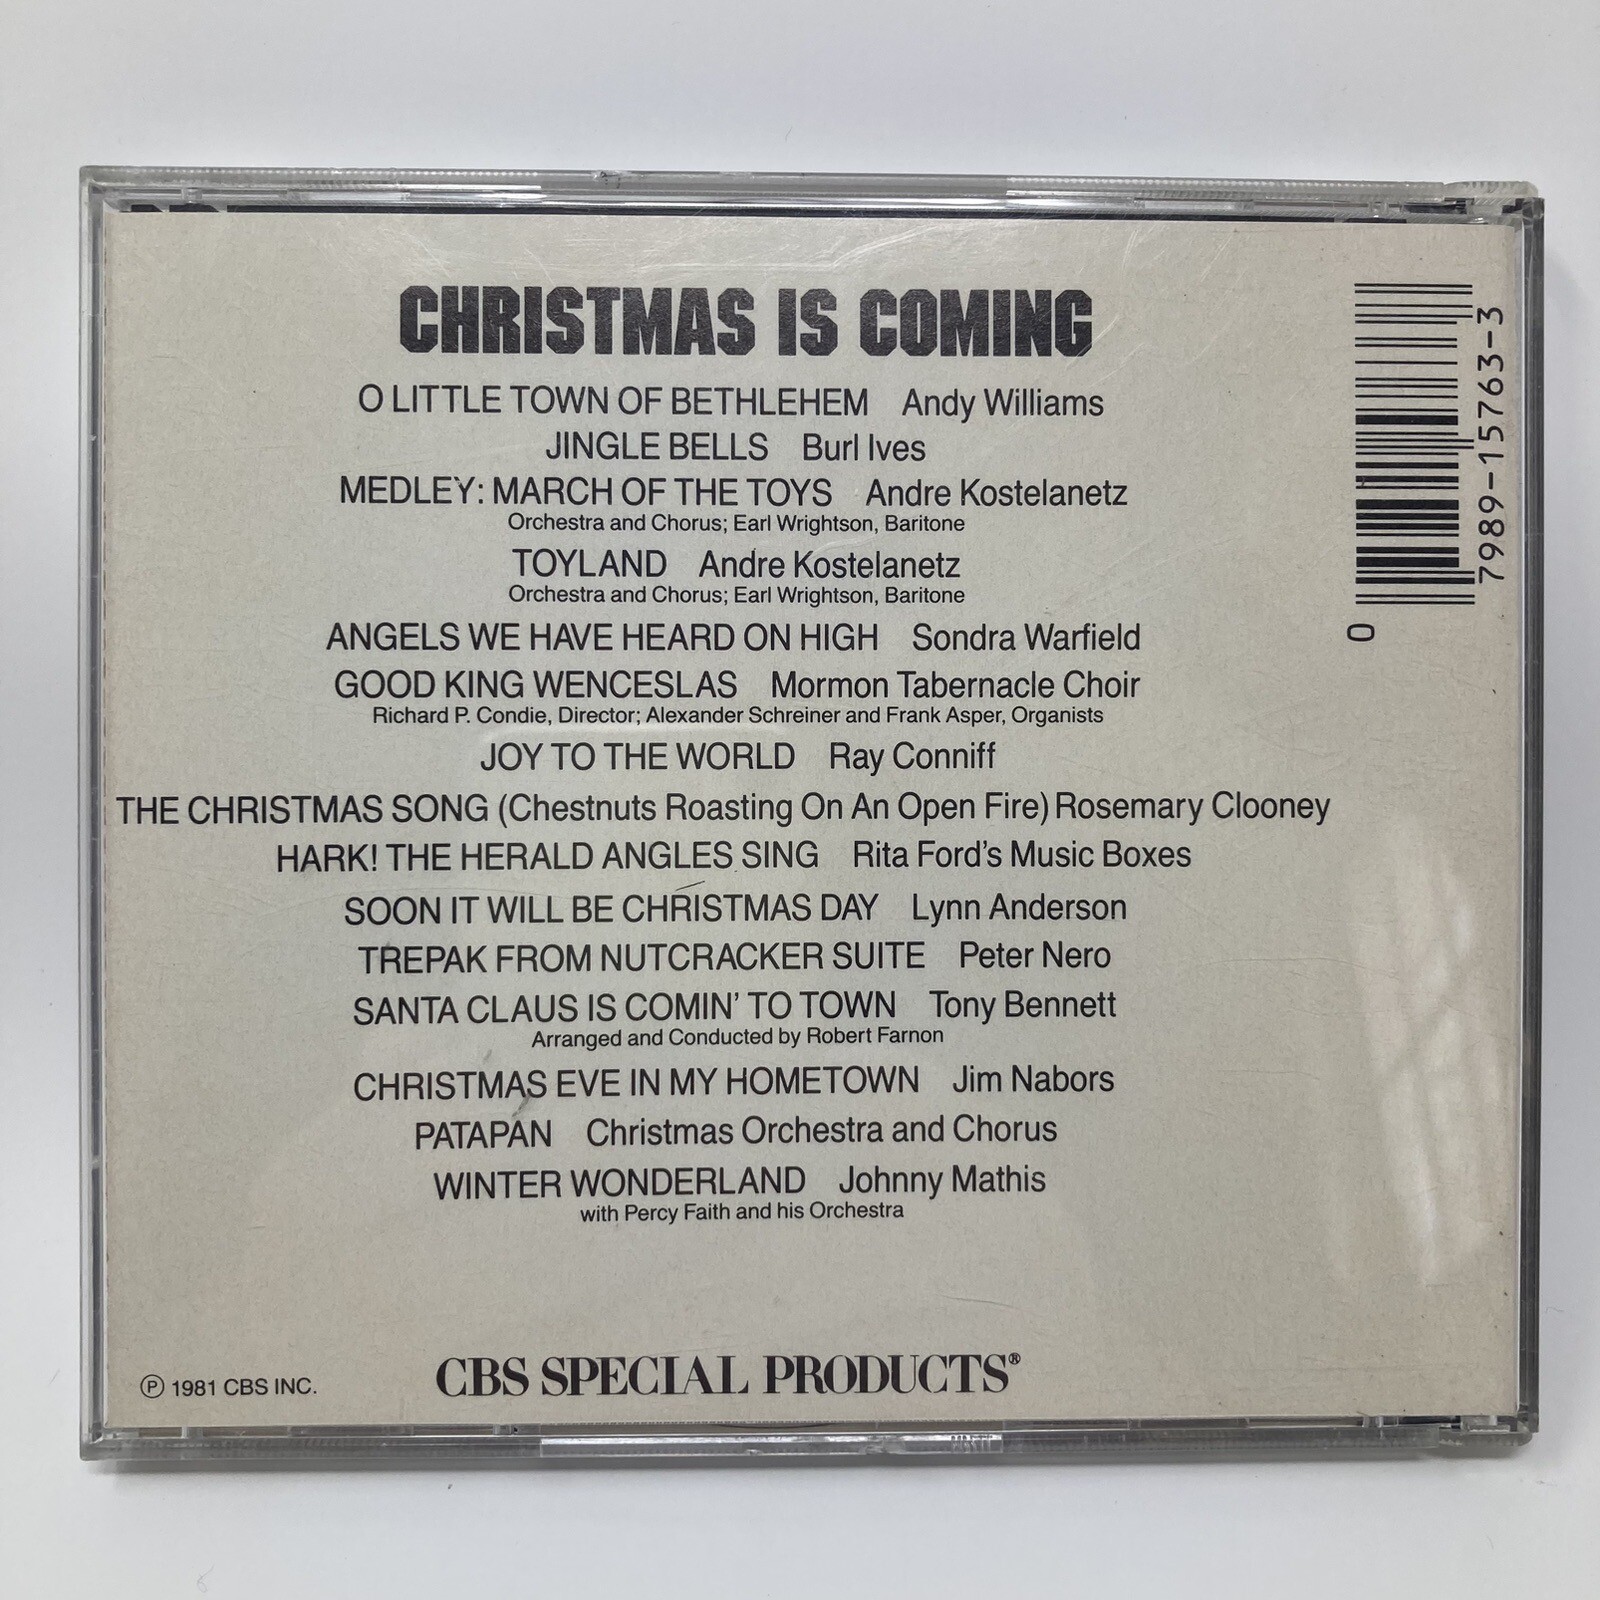 CHRISTMAS IS COMING
O LITTLE TOWN OF BETHLEHEM Andy Williams
JINGLE BELLS Burl Ives
MEDLEY: MARCH OF THE TOYS Andre Kostelanetz
Orchestra and Chorus; Earl Wrightson, Baritone
TOYLAND Andre Kostelanetz
Orchestra and Chorus; Earl Wrightson, Baritone
ANGELS WE HAVE HEARD ON HIGH Sondra Warfield
GOOD KING WENCESLAS Mormon Tabernacle Choir
Richard P. Condie, Director; Alexander Schreiner and Frank Asper, Organists
JOY TO THE WORLD Ray Conniff
THE CHRISTMAS SONG (Chestnuts Roasting On An Open Fire) Rosemary Clooney
HARK! THE HERALD ANGLES SING Rita Ford's Music Boxes
SOON IT WILL BE CHRISTMAS DAY Lynn Anderson
TREPAK FROM NUTCRACKER SUITE Peter Nero
SANTA CLAUS IS COMIN' TO TOWN Tony Bennett
Arranged and Conducted by Robert Farnon
CHRISTMAS EVE IN MY HOMETOWN Jim Nabors
PATAPAN Christmas Orchestra and Chorus
WINTER WONDERLAND Johnny Mathis
with Percy Faith and his Orchestra
℗ 1981 CBS INC.
CBS SPECIAL PRODUCTS®
0 7989-15763-3